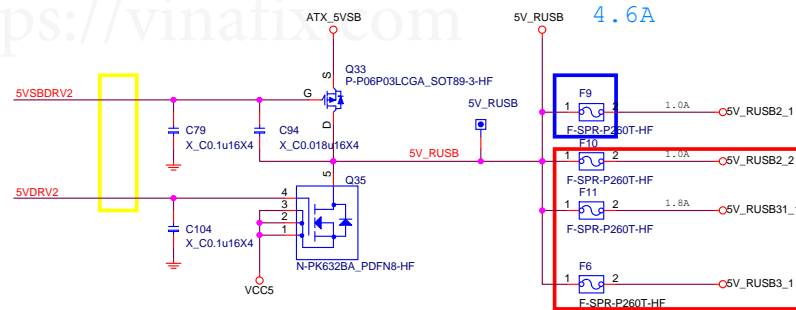 ps://vinafix.com
ATX_5VSB
5V_RUSB
4.6A
5VSBDRV2
S
G
D
Q33
P-P06P03LCGA_SOT89-3-HF
C79
X_C0.1u16X4
C94
X_C0.018u16X4
5V_RUSB
5V_RUSB
F9
1
2
1.0A
5V_RUSB2_1
F-SPR-P260T-HF
F10
1
2
1.0A
5V_RUSB2_2
F-SPR-P260T-HF
F11
1
2
1.8A
5V_RUSB31_
F-SPR-P260T-HF
F6
1
2
5V_RUSB3_1
F-SPR-P260T-HF
5VDRV2
C104
X_C0.1u16X4
5
Q35
4
3
2
1
N-PK632BA_PDFN8-HF
VCC5